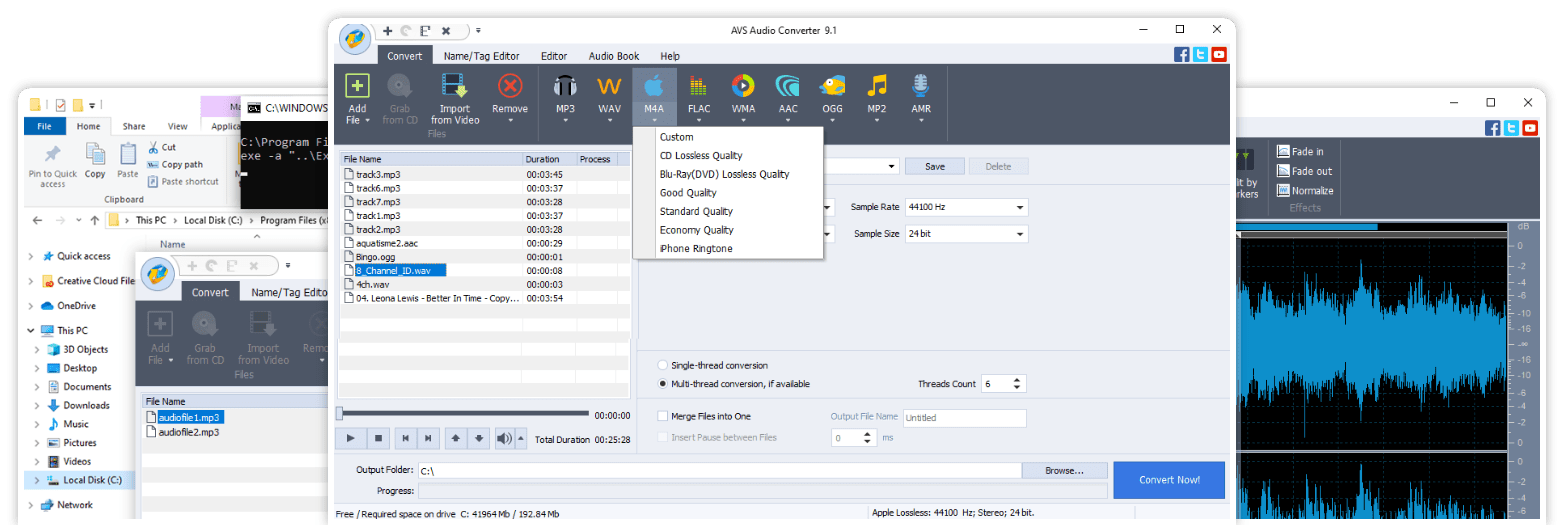 AVS Audio Converter 9.1
Convert Name/Tag Editor Editor Audio Book Help
Add File
Grab from CD
Import from Video
Remove
Files
MP3 WAV M4A FLAC WMA AAC OGG MP2 AMR
Custom
CD Lossless Quality
Blu-Ray(DVD) Lossless Quality
Good Quality
Standard Quality
Economy Quality
iPhone Ringtone
File Name Duration Process
track3.mp3 00:03:45
track6.mp3 00:03:37
track7.mp3 00:03:28
track1.mp3 00:03:37
track2.mp3 00:03:28
aquatisme2.aac 00:00:29
Bingo.ogg 00:00:01
8_Channel_ID.wav 00:00:08
4ch.wav 00:00:03
04. Leona Lewis - Better In Time - Copy... 00:03:54
Save Delete
Sample Rate 44100 Hz
Sample Size 24 bit
Single-thread conversion
Multi-thread conversion, if available Threads Count 6
Merge Files into One Output File Name Untitled
Insert Pause between Files 0 ms
00:00:00
Total Duration 00:25:28
Output Folder: C:\ Browse...
Progress:
Convert Now!
Free / Required space on drive C: 41964 Mb / 192.84 Mb
Apple Lossless: 44100 Hz; Stereo; 24 bit.
File Home Share View
Pin to Quick access
Copy
Paste
Cut
Copy path
Paste shortcut
Clipboard
This PC > Local Disk (C:) > Program Files
Name
Quick access
Creative Cloud File
OneDrive
This PC
3D Objects
Desktop
Documents
Downloads
Music
Pictures
Videos
Local Disk (C:)
Network
C:\WINDOWS
C:\Program Fi
exe -a "..\Ex
Convert Name/Tag Edito
Add File
Grab from CD
Import from Video
Remo
Files
File Name
audiofile1.mp3
audiofile2.mp3
Fade in
Fade out
Normalize
Effects
dB
0
-2
-4
-6
-10
-16
-∞
-16
-10
-6
-4
-2
0
0
-2
-4
-6